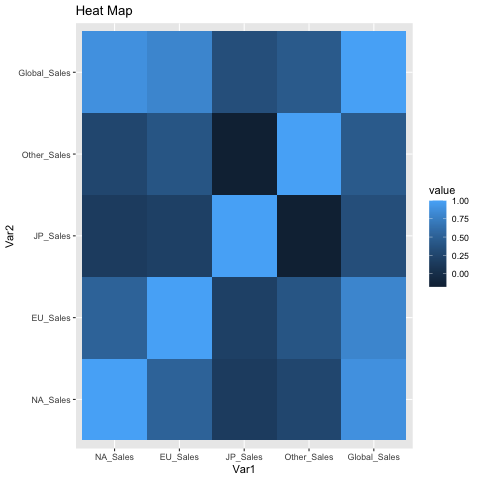 Heat Map
Global_Sales
Other_Sales
JP_Sales
EU_Sales
NA_Sales
Var2
NA_Sales EU_Sales JP_Sales Other_Sales Global_Sales
Var1
value
1.00
0.75
0.50
0.25
0.00